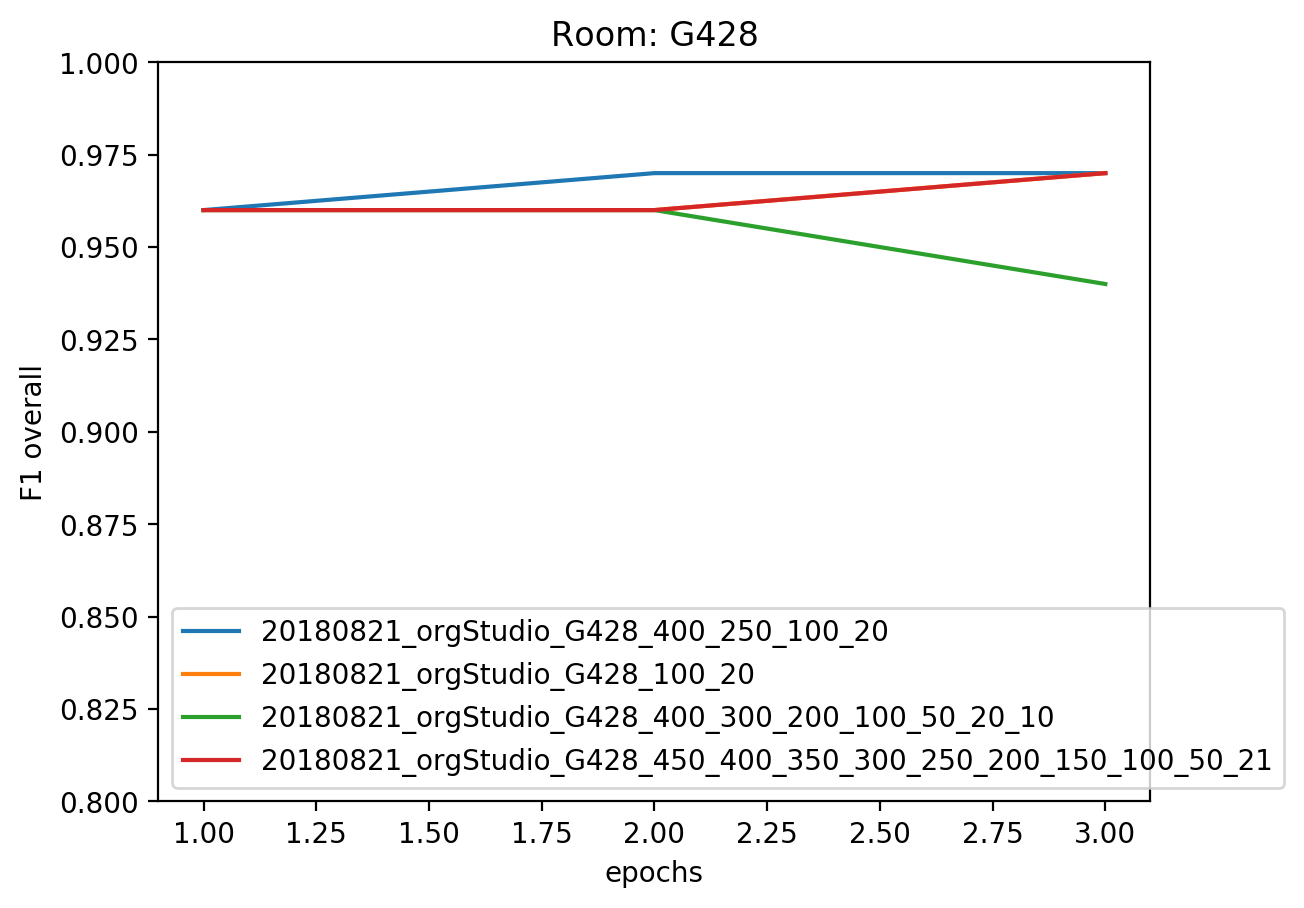 Room: G428
1.000
0.975
0.950
0.925
0.900
0.875
0.850
0.825
0.800
F1 overall
20180821_orgStudio_G428_400_250_100_20
20180821_orgStudio_G428_100_20
20180821_orgStudio_G428_400_300_200_100_50_20_10
20180821_orgStudio_G428_450_400_350_300_250_200_150_100_50_21
1.00 1.25 1.50 1.75 2.00 2.25 2.50 2.75 3.00
epochs